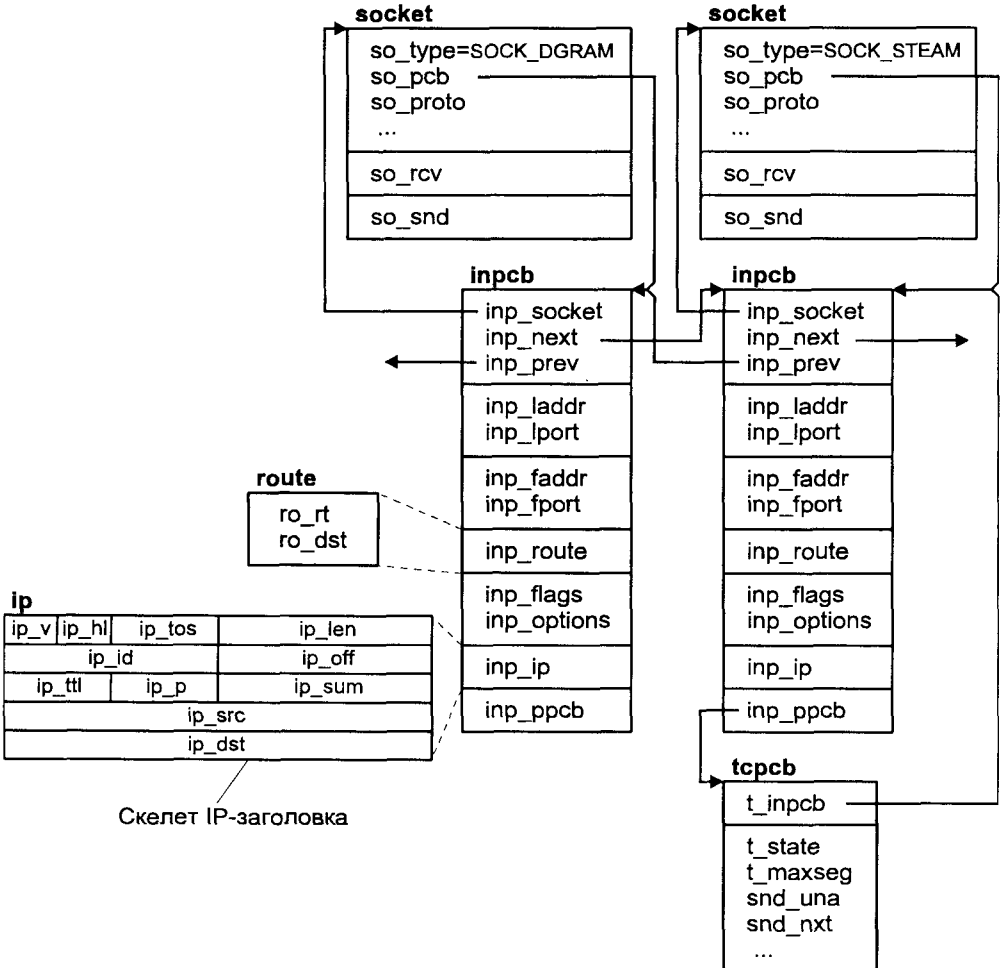 socket
so_type=SOCK_DGRAM
so_pcb
so_proto
...
so_rcv
so_snd
socket
so_type=SOCK_STEAM
so_pcb
so_proto
...
so_rcv
so_snd
inpcb
inp_socket
inp_next
inp_prev
inp_laddr
inp_lport
inp_faddr
inp_fport
inp_route
inp_flags
inp_options
inp_ip
inp_ppcb
inpcb
inp_socket
inp_next
inp_prev
inp_laddr
inp_lport
inp_faddr
inp_fport
inp_route
inp_flags
inp_options
inp_ip
inp_ppcb
route
ro_rt
ro_dst
ip
ip_v ip_hl ip_tos ip_len
ip_id ip_off
ip_ttl ip_p ip_sum
ip_src
ip_dst
Скелет IP-заголовка
tcpcb
t_inpcb
t_state
t_maxseg
snd_una
snd_nxt
...